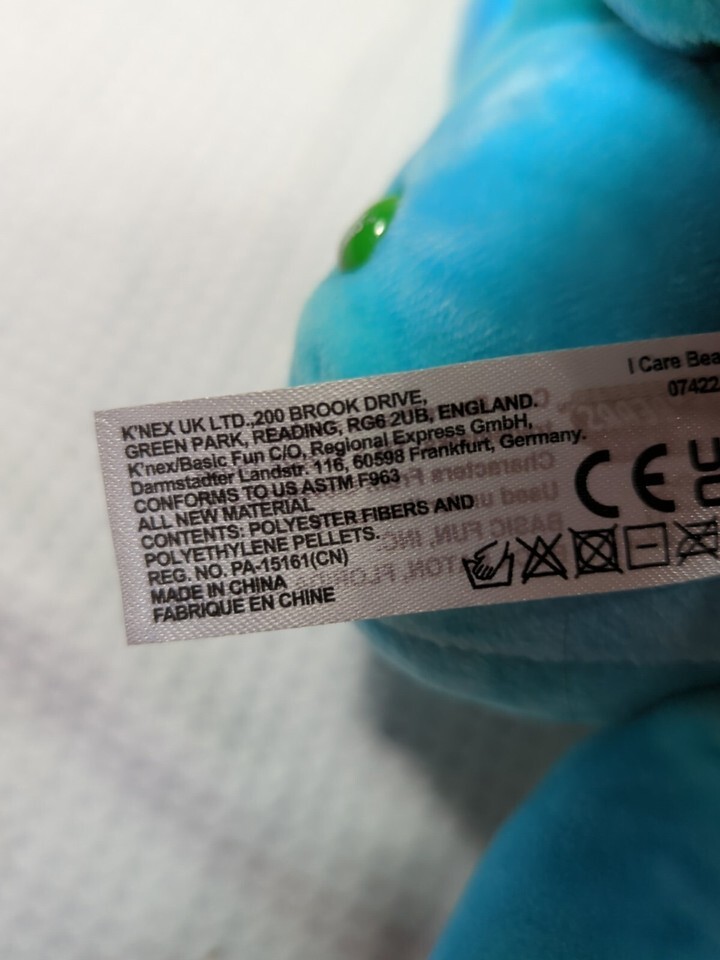 I Care Bea
07422
K'NEX UK LTD.,200 BROOK DRIVE,
GREEN PARK, READING, RG6 2UB, ENGLAND.
K'nex/Basic Fun C/O, Regional Express GmbH,
Darmstadter Landstr. 116, 60598 Frankfurt, Germany.
CONFORMS TO US ASTM F963
ALL NEW MATERIAL
CONTENTS: POLYESTER FIBERS AND
POLYETHYLENE PELLETS.
REG. NO. PA-15161(CN)
MADE IN CHINA
FABRIQUE EN CHINE
CE